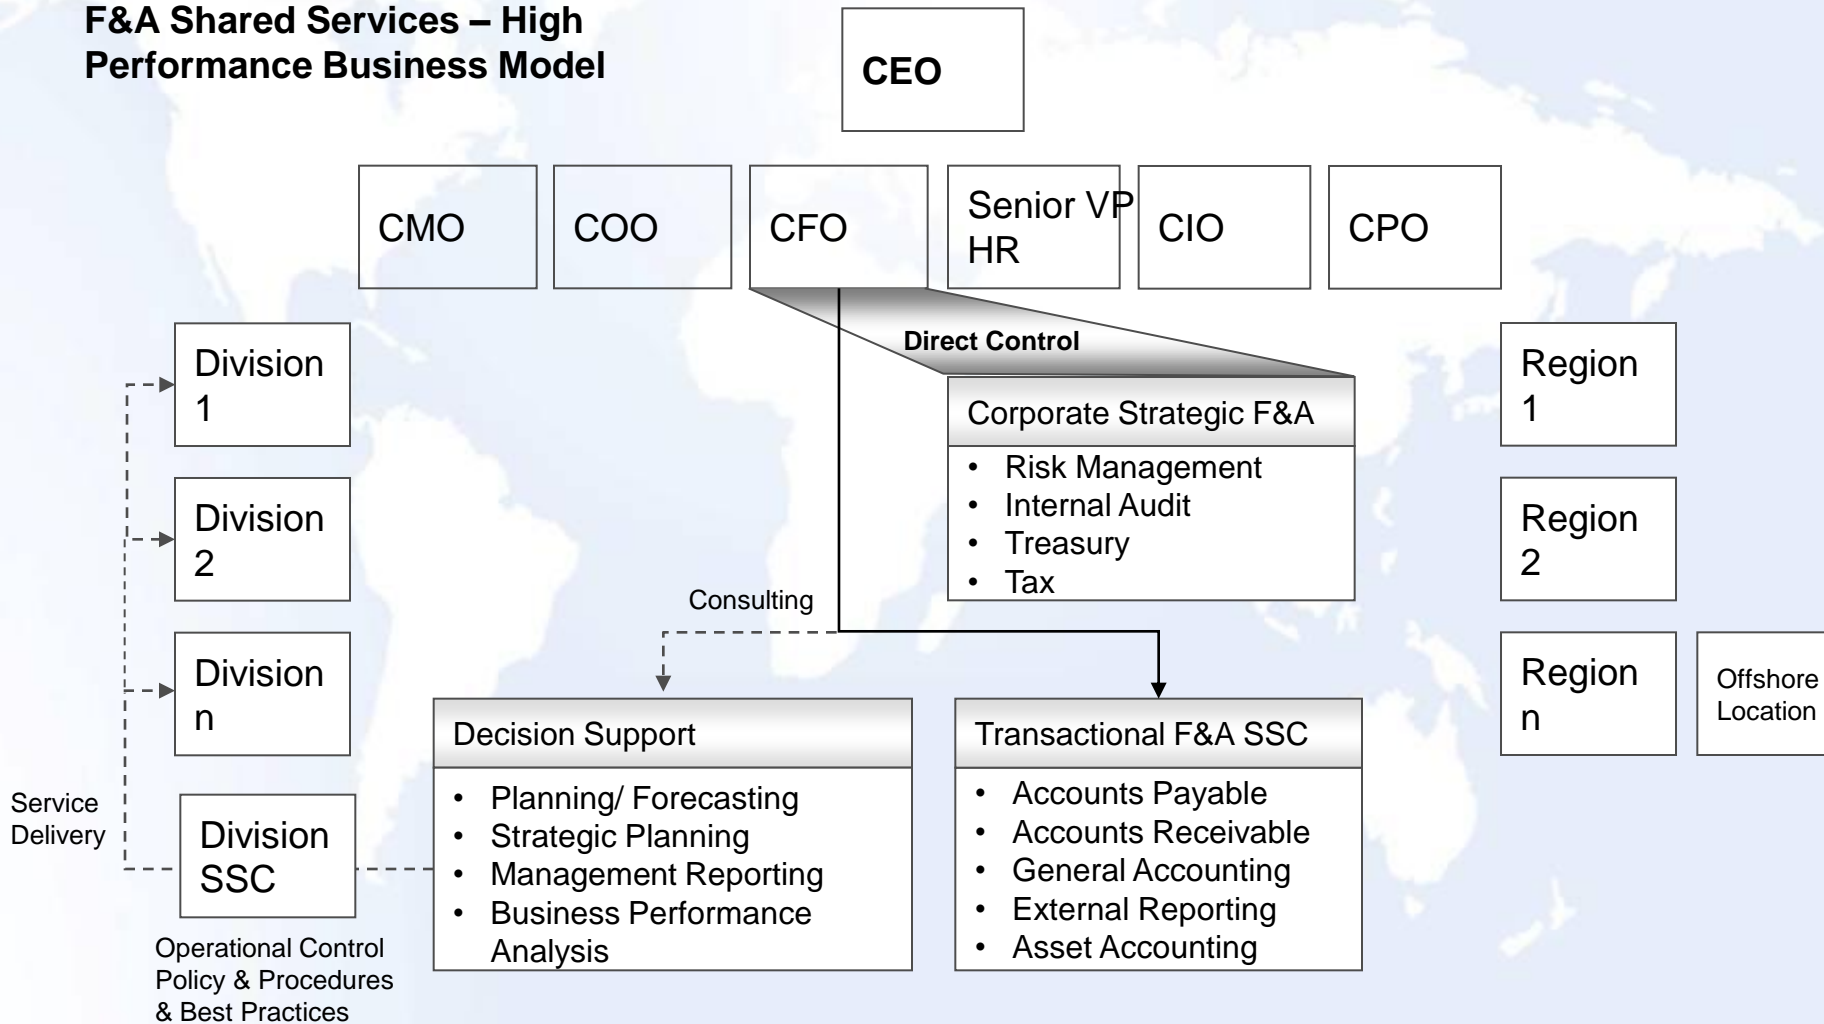 F&A Shared Services – High
Performance Business Model
CEO
CMO
COO
CFO
Senior VP
HR
CIO
CPO
Direct Control
Division
1
Division
2
Division
n
Service
Delivery
Division
SSC
Operational Control
Policy & Procedures
& Best Practices
Corporate Strategic F&A
• Risk Management
• Internal Audit
• Treasury
• Tax
Consulting
Decision Support
• Planning/ Forecasting
• Strategic Planning
• Management Reporting
• Business Performance
Analysis
Transactional F&A SSC
• Accounts Payable
• Accounts Receivable
• General Accounting
• External Reporting
• Asset Accounting
Region
1
Region
2
Region
n
Offshore
Location